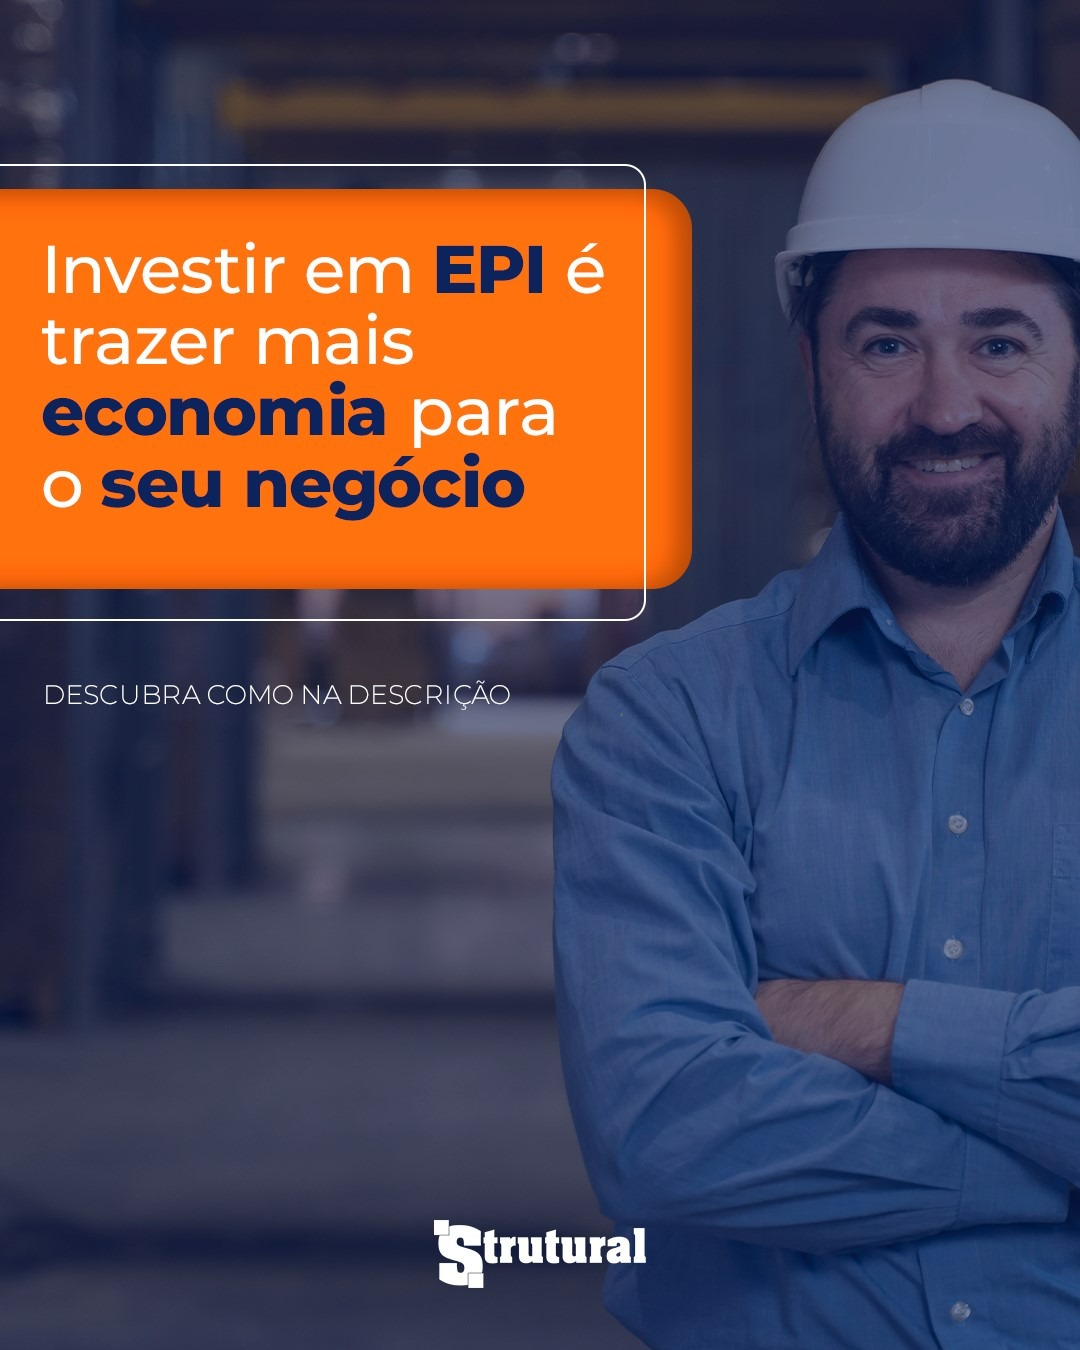 Investir em EPI é
trazer mais
economia para
o seu negócio
DESCUBRA COMO NA DESCRIÇÃO
Strutural